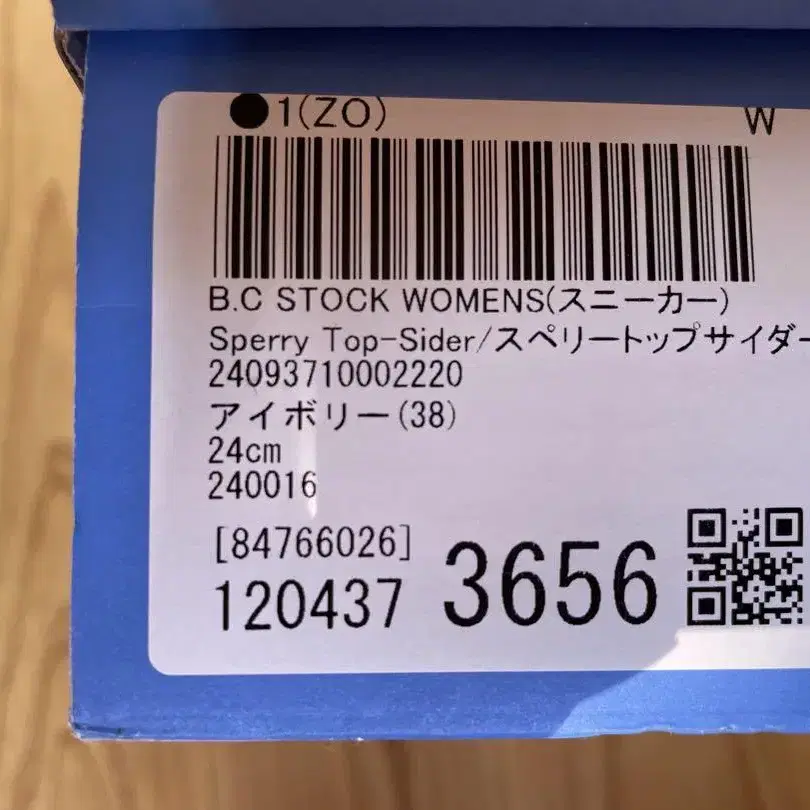 ●1(ZO) W
B.C STOCK WOMENS(スニーカー)
Sperry Top-Sider/スペリートップサイダー
24093710002220
アイボリー(38)
24cm
240016
[84766026]
120437 3656